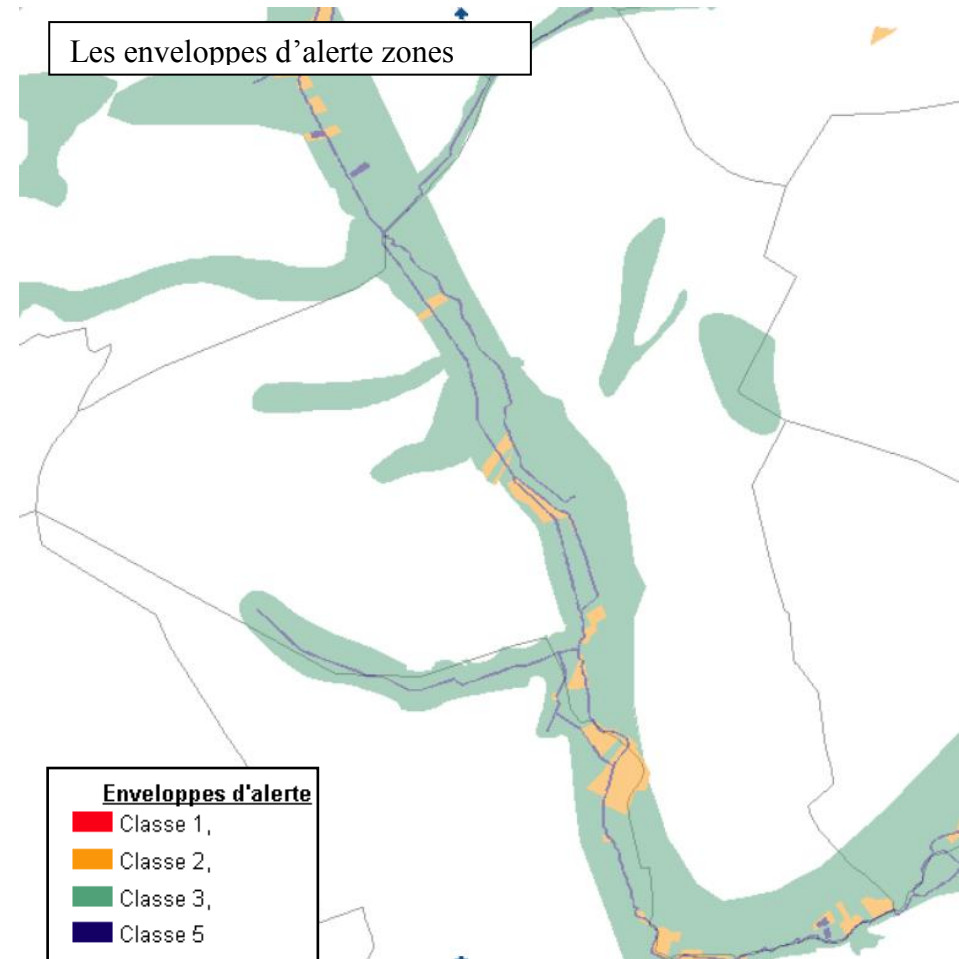 Les enveloppes d’alerte zones
Enveloppes d'alerte
Classe 1,
Classe 2,
Classe 3,
Classe 5